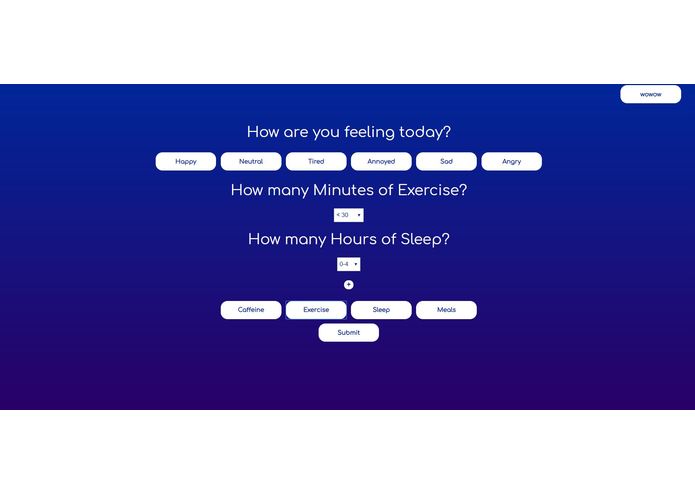 wowow
How are you feeling today?
Happy Neutral Tired Annoyed Sad Angry
How many Minutes of Exercise?
< 30
How many Hours of Sleep?
0-4
+
Caffeine Exercise Sleep Meals
Submit